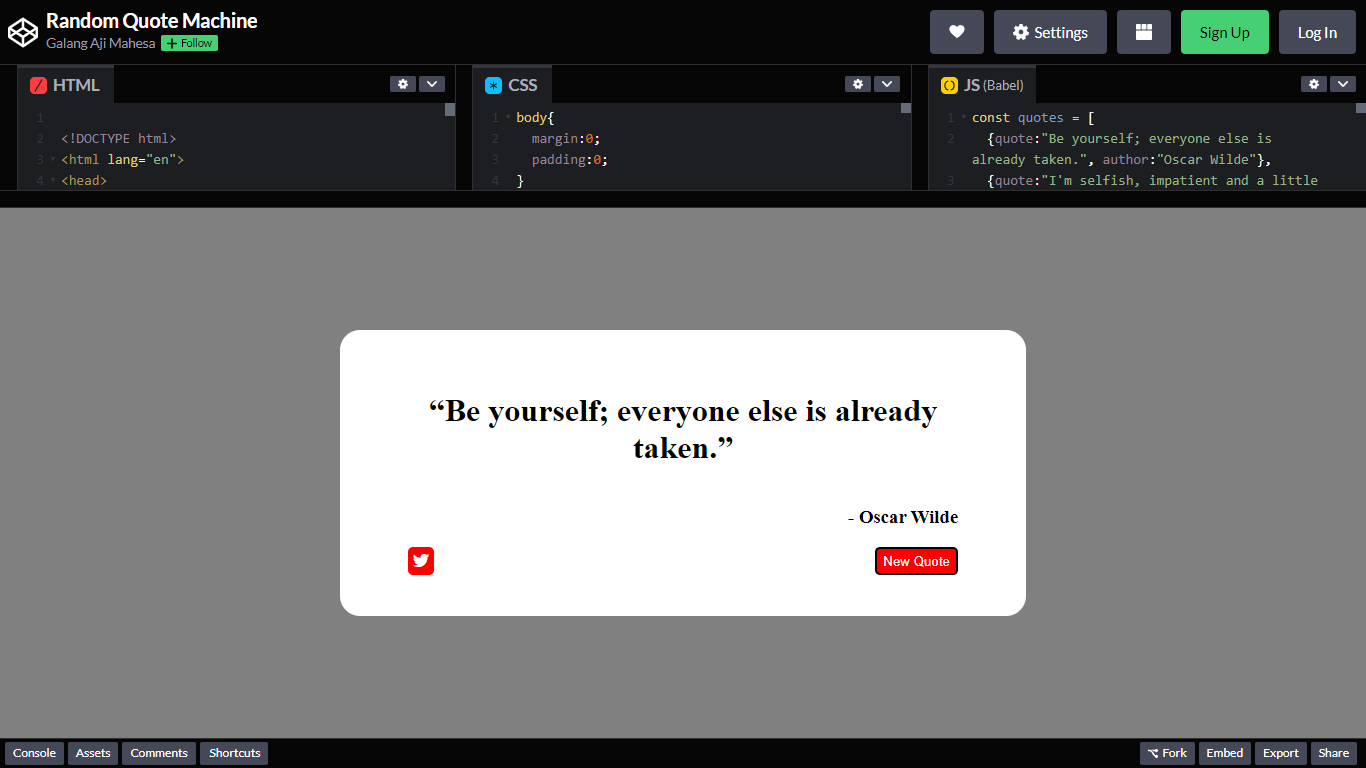 Random Quote Machine
Galang Aji Mahesa + Follow
Settings
Sign Up
Log In
HTML
1
2 <!DOCTYPE html>
3 <html lang="en">
4 <head>
CSS
1 body{
2 margin:0;
3 padding:0;
4 }
JS (Babel)
1 const quotes = [
2 {quote:"Be yourself; everyone else is
already taken.", author:"Oscar Wilde"},
3 {quote:"I'm selfish, impatient and a little
“Be yourself; everyone else is already
taken.”
- Oscar Wilde
New Quote
Console
Assets
Comments
Shortcuts
Fork
Embed
Export
Share